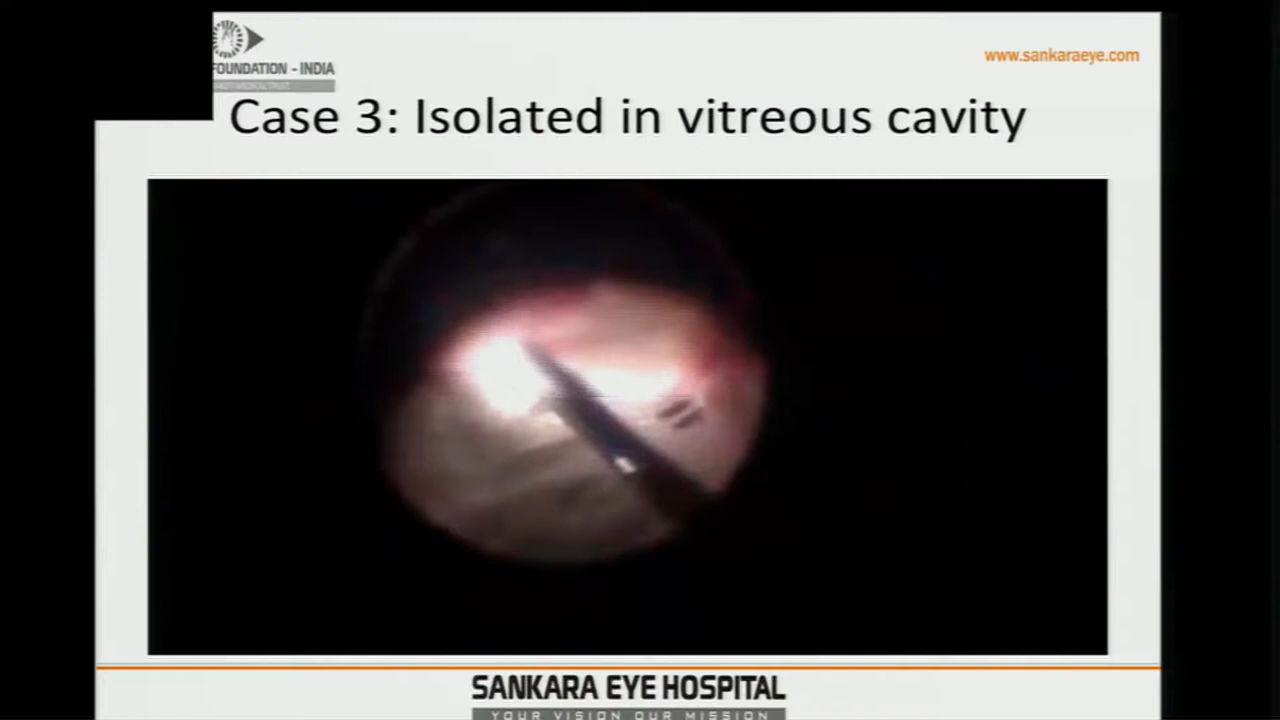 FOUNDATION - INDIA
www.sankaraeye.com
Case 3: Isolated in vitreous cavity
SANKARA EYE HOSPITAL
YOUR VISION OUR MISSION